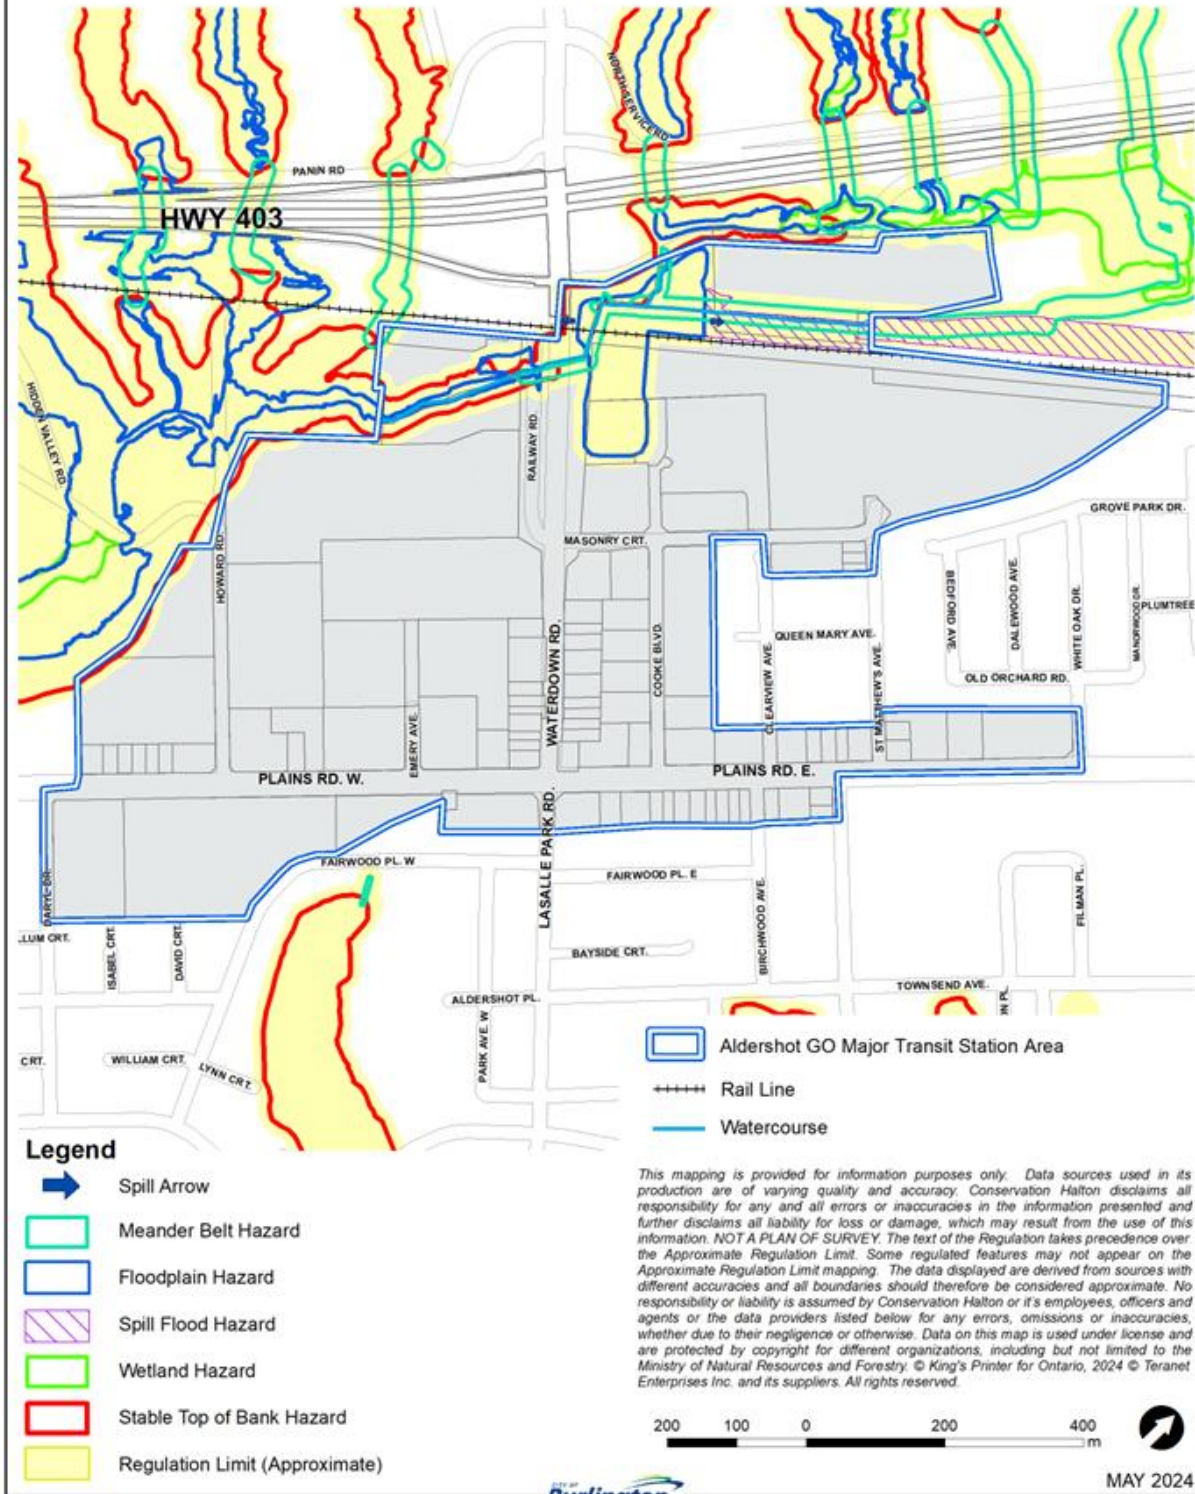 NORTH SERVICE RD.
PANIN RD
HWY 403
HIDDEN VALLEY RD.
RAILWAY RD.
GROVE PARK DR.
MASONRY CRT.
HOWARD RD.
BEDFORD AVE.
DALEWOOD AVE.
WHITE OAK DR.
MANORWOOD DR.
PLUMTREE
QUEEN MARY AVE.
WATERDOWN RD.
COOKE BLVD.
CLEARVIEW AVE.
ST MATTHEW'S AVE.
OLD ORCHARD RD.
EMERY AVE.
PLAINS RD. W.
PLAINS RD. E.
LASALLE PARK RD.
FAIRWOOD PL. W
FAIRWOOD PL. E
DARYL DR.
BIRCHWOOD AVE.
FILMAN PL.
LLUM CRT.
ISABEL CRT.
DAVID CRT.
BAYSIDE CRT.
TOWNSEND AVE.
ALDERSHOT PL.
ON PL.
PARK AVE. W
CRT.
WILLIAM CRT.
LYNN CRT.
Aldershot GO Major Transit Station Area
Rail Line
Watercourse
Legend
Spill Arrow
Meander Belt Hazard
Floodplain Hazard
Spill Flood Hazard
Wetland Hazard
Stable Top of Bank Hazard
Regulation Limit (Approximate)
This mapping is provided for information purposes only. Data sources used in its
production are of varying quality and accuracy. Conservation Halton disclaims all
responsibility for any and all errors or inaccuracies in the information presented and
further disclaims all liability for loss or damage, which may result from the use of this
information. NOT A PLAN OF SURVEY. The text of the Regulation takes precedence over
the Approximate Regulation Limit. Some regulated features may not appear on the
Approximate Regulation Limit mapping. The data displayed are derived from sources with
different accuracies and all boundaries should therefore be considered approximate. No
responsibility or liability is assumed by Conservation Halton or it's employees, officers and
agents or the data providers listed below for any errors, omissions or inaccuracies,
whether due to their negligence or otherwise. Data on this map is used under license and
are protected by copyright for different organizations, including but not limited to the
Ministry of Natural Resources and Forestry. © King's Printer for Ontario, 2024 © Teranet
Enterprises Inc. and its suppliers. All rights reserved.
200 100 0 200 400
m
CITY OF
Burlington
MAY 2024